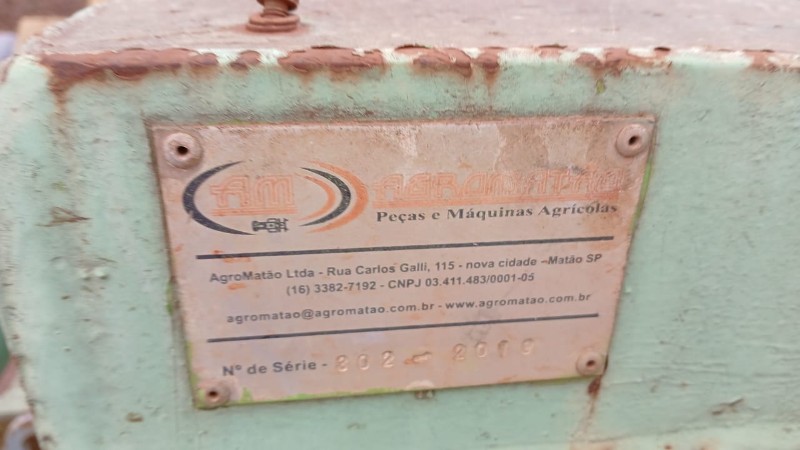 AM AGROMATÃO
Peças e Máquinas Agrícolas
AgroMatão Ltda - Rua Carlos Galli, 115 - nova cidade -Matão SP
(16) 3382-7192 - CNPJ 03.411.483/0001-05
agromatao@agromatao.com.br - www.agromatao.com.br
Nº de Série - 202 -